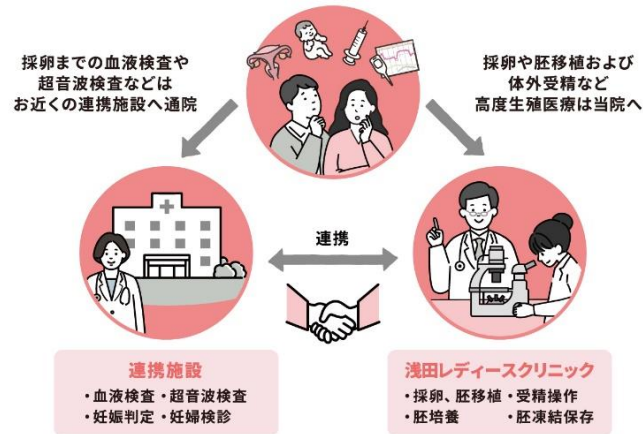 採卵までの血液検査や
超音波検査などは
お近くの連携施設へ通院
採卵や胚移植および
体外受精など
高度生殖医療は当院へ
連携
連携施設
・血液検査・超音波検査
・妊娠判定・妊婦検診
浅田レディースクリニック
・採卵、胚移植・受精操作
・胚培養　　・胚凍結保存